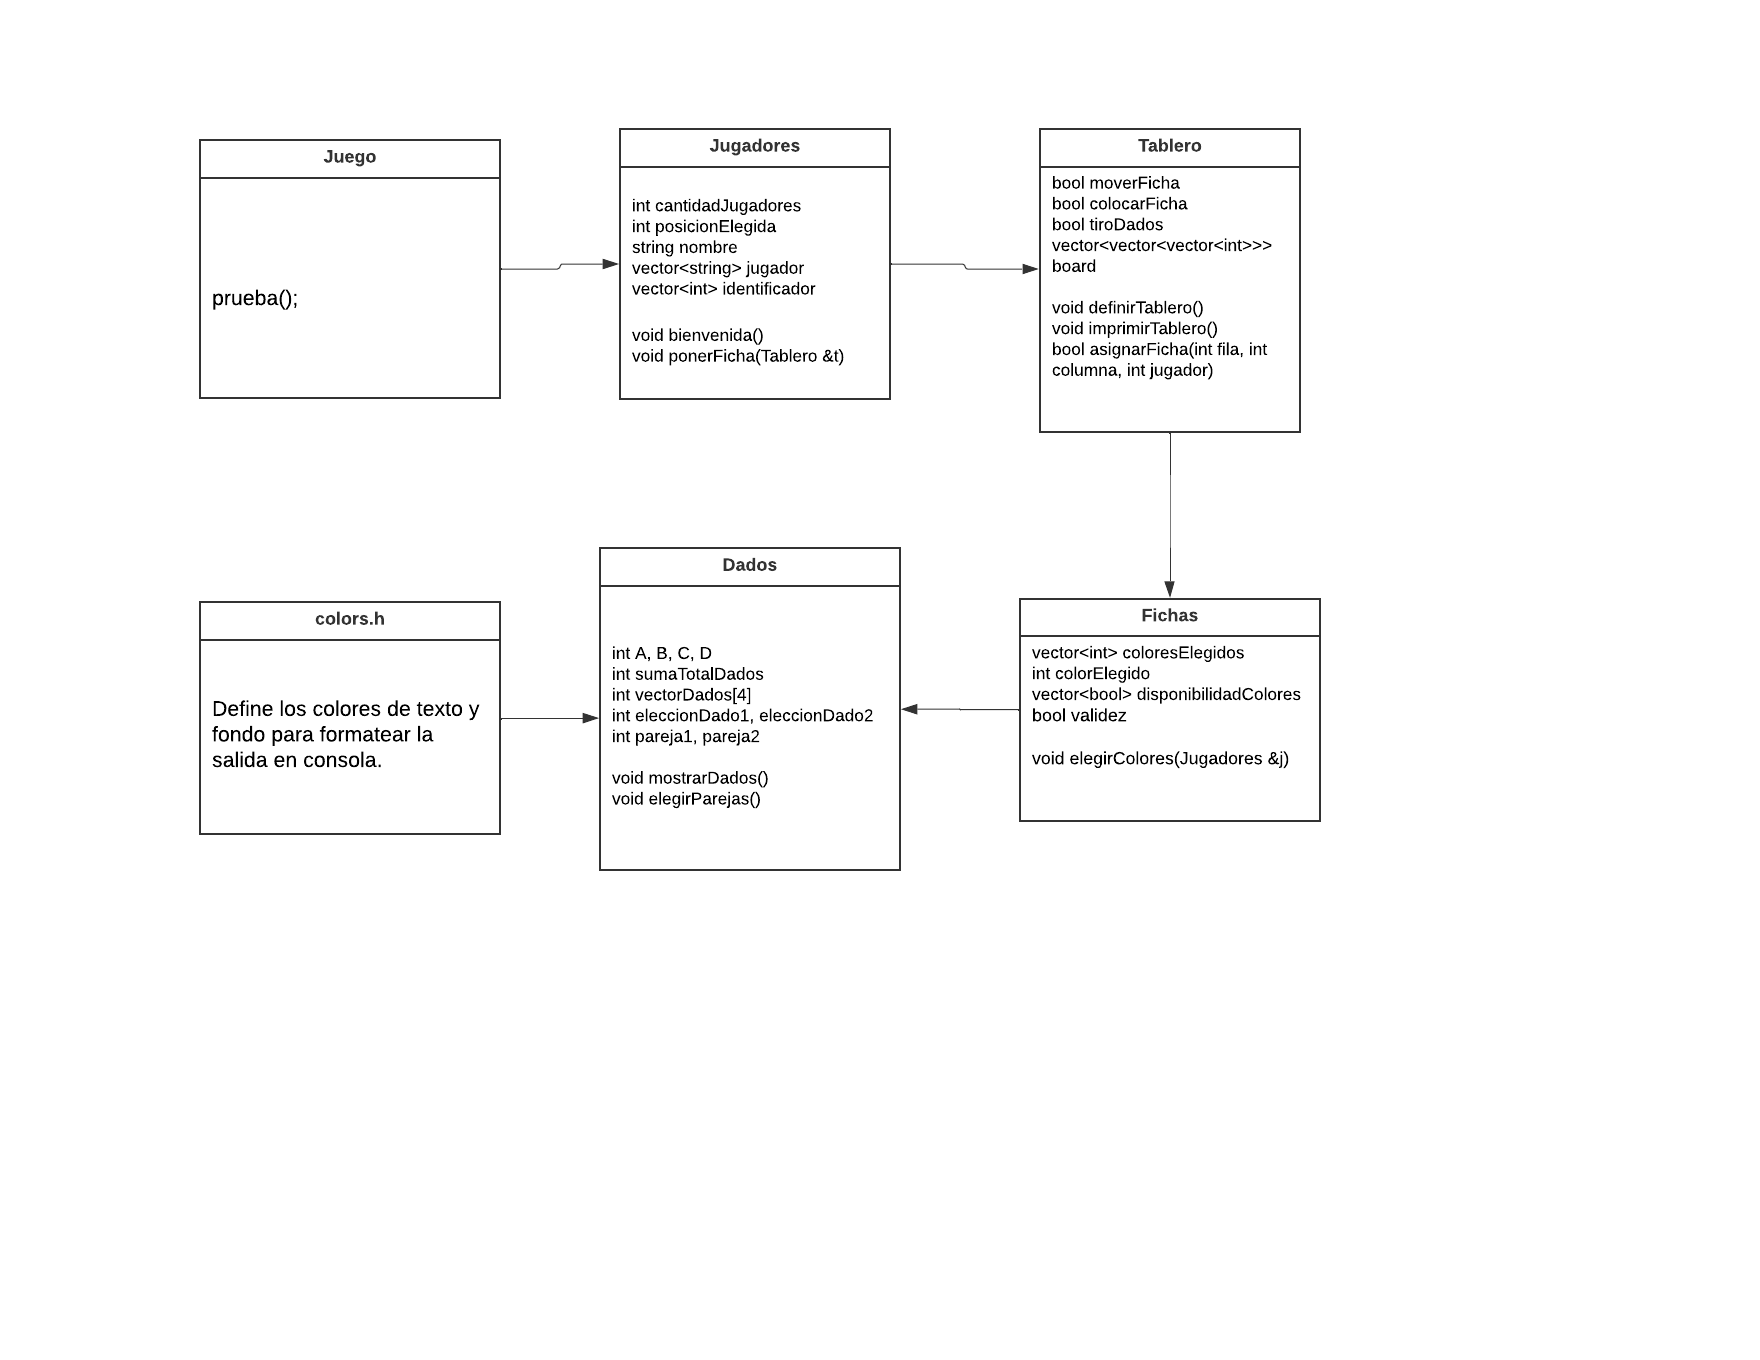 Juego
prueba();
Jugadores
int cantidadJugadores
int posicionElegida
string nombre
vector<string> jugador
vector<int> identificador
void bienvenida()
void ponerFicha(Tablero &t)
Tablero
bool moverFicha
bool colocarFicha
bool tiroDados
vector<vector<vector<int>>>
board
void definirTablero()
void imprimirTablero()
bool asignarFicha(int fila, int
columna, int jugador)
colors.h
Define los colores de texto y
fondo para formatear la
salida en consola.
Dados
int A, B, C, D
int sumaTotalDados
int vectorDados[4]
int eleccionDado1, eleccionDado2
int pareja1, pareja2
void mostrarDados()
void elegirParejas()
Fichas
vector<int> coloresElegidos
int colorElegido
vector<bool> disponibilidadColores
bool validez
void elegirColores(Jugadores &j)